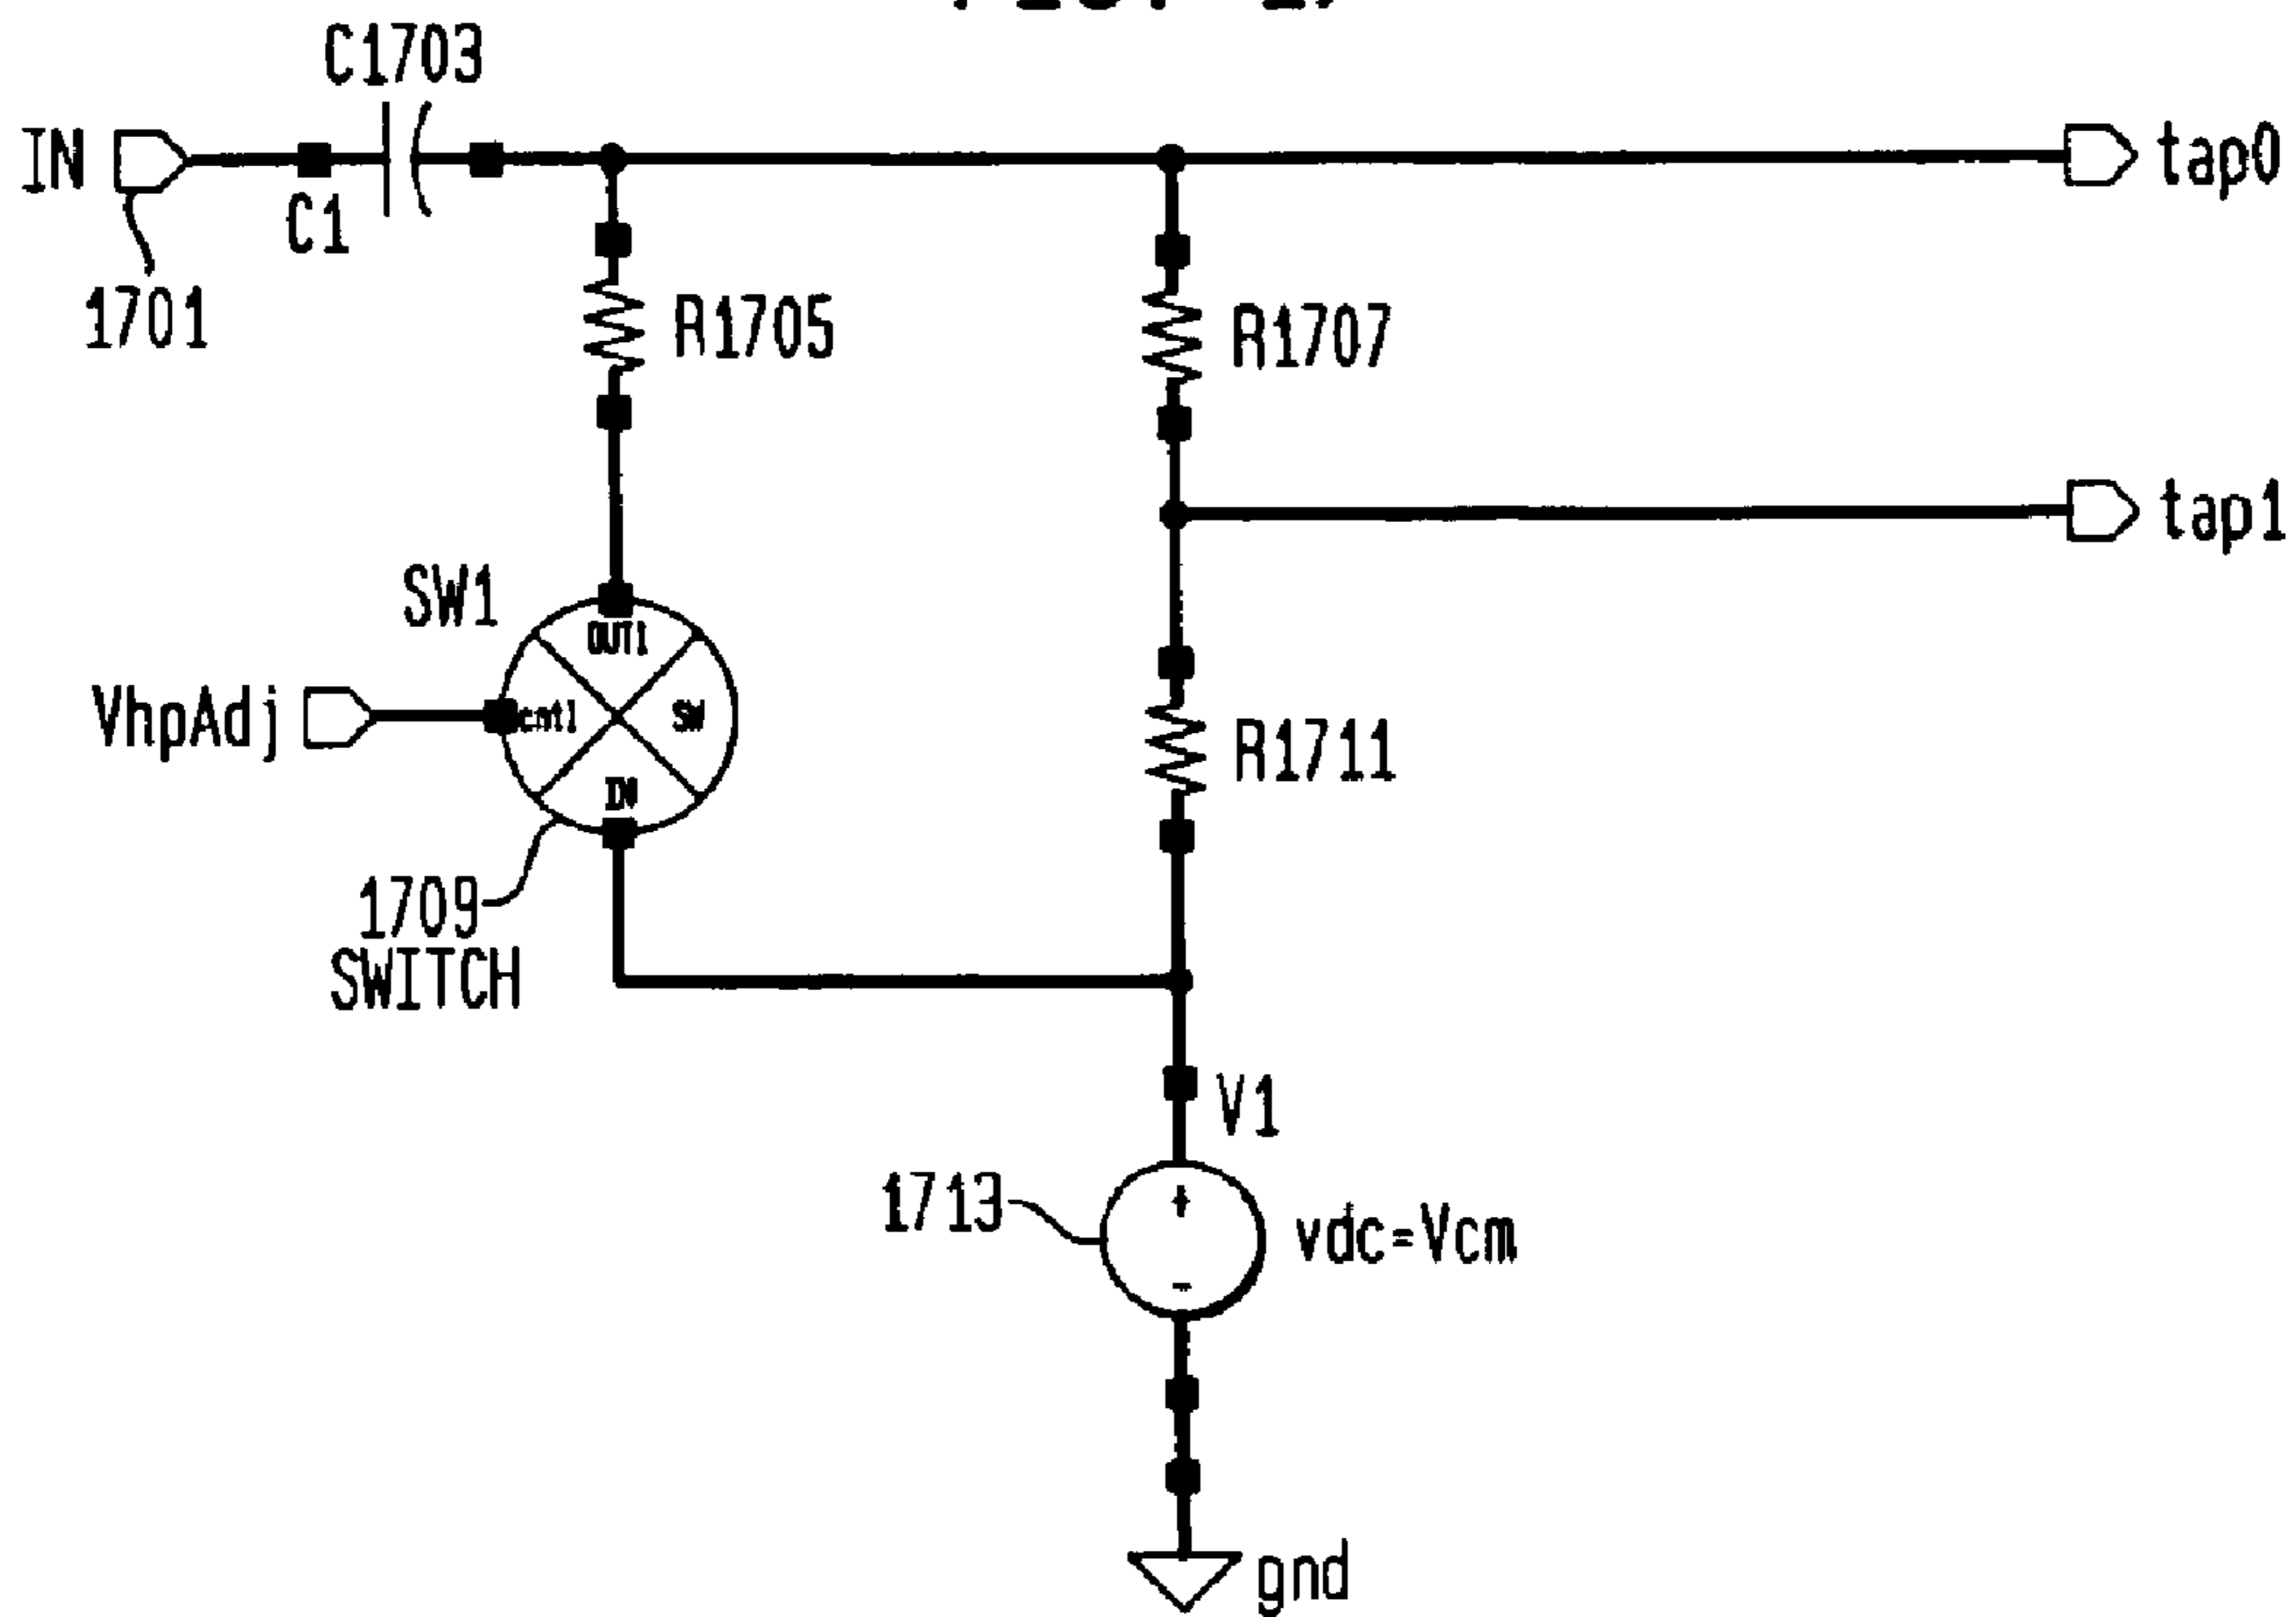 C1703
IN
tap0
C1
1701
R1705
R1707
tap1
SW1
OUT1
VhpAdj
cntl
SW
R1711
IN
1709
SWITCH
V1
1713
+
vdc=Vcm
-
gnd